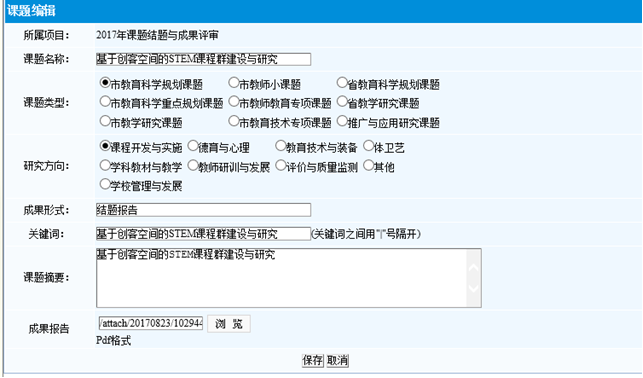 课题编辑
所属项目： 2017年课题结题与成果评审
课题名称： 基于创客空间的STEM课程群建设与研究
市教育科学规划课题 市教师小课题 省教育科学规划课题
课题类型： 市教育科学重点规划课题 市教师教育专项课题 省教学研究课题
市教学研究课题 市教育技术专项课题 推广与应用研究课题
课程开发与实施 德育与心理 教育技术与装备 体卫艺
研究方向： 学科教材与教学 教师研训与发展 评价与质量监测 其他
学校管理与发展
成果形式： 结题报告
关键词： 基于创客空间的STEM课程群建设与研究 (关键词之间用"|"号隔开)
课题摘要： 基于创客空间的STEM课程群建设与研究
成果报告 /attach/20170823/102944 浏 览
Pdf格式
保存 取消